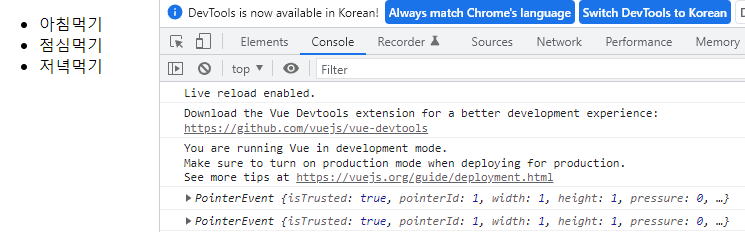 아침먹기
점심먹기
저녁먹기
DevTools is now available in Korean! Always match Chrome's language Switch DevTools to Korean
Elements Console Recorder Sources Network Performance Memory
top Filter
Live reload enabled.
Download the Vue Devtools extension for a better development experience:
https://github.com/vuejs/vue-devtools
You are running Vue in development mode.
Make sure to turn on production mode when deploying for production.
See more tips at https://vuejs.org/guide/deployment.html
PointerEvent {isTrusted: true, pointerId: 1, width: 1, height: 1, pressure: 0, …}
PointerEvent {isTrusted: true, pointerId: 1, width: 1, height: 1, pressure: 0, …}